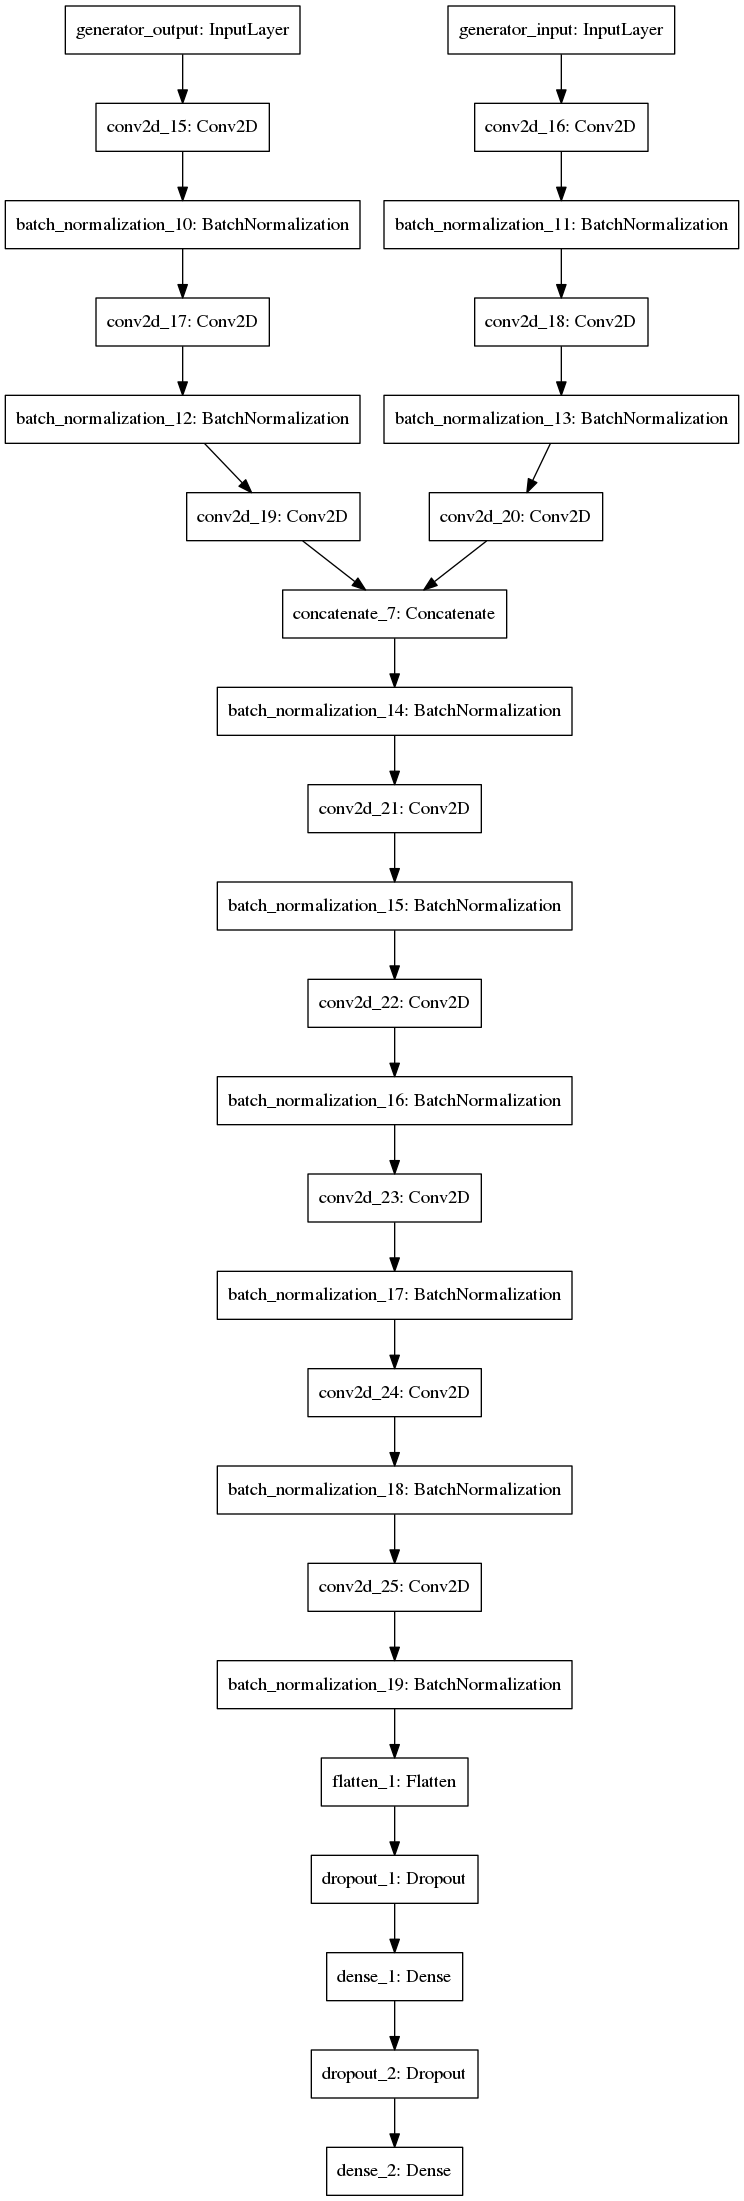 generator_output: InputLayer
generator_input: InputLayer
conv2d_15: Conv2D
conv2d_16: Conv2D
batch_normalization_10: BatchNormalization
batch_normalization_11: BatchNormalization
conv2d_17: Conv2D
conv2d_18: Conv2D
batch_normalization_12: BatchNormalization
batch_normalization_13: BatchNormalization
conv2d_19: Conv2D
conv2d_20: Conv2D
concatenate_7: Concatenate
batch_normalization_14: BatchNormalization
conv2d_21: Conv2D
batch_normalization_15: BatchNormalization
conv2d_22: Conv2D
batch_normalization_16: BatchNormalization
conv2d_23: Conv2D
batch_normalization_17: BatchNormalization
conv2d_24: Conv2D
batch_normalization_18: BatchNormalization
conv2d_25: Conv2D
batch_normalization_19: BatchNormalization
flatten_1: Flatten
dropout_1: Dropout
dense_1: Dense
dropout_2: Dropout
dense_2: Dense